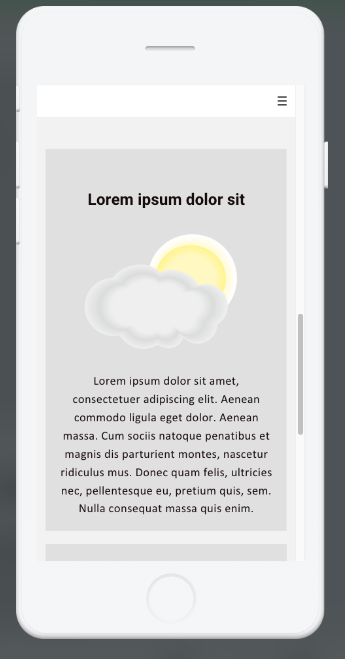 Lorem ipsum dolor sit
Lorem ipsum dolor sit amet,
consectetuer adipiscing elit. Aenean
commodo ligula eget dolor. Aenean
massa. Cum sociis natoque penatibus et
magnis dis parturient montes, nascetur
ridiculus mus. Donec quam felis, ultricies
nec, pellentesque eu, pretium quis, sem.
Nulla consequat massa quis enim.